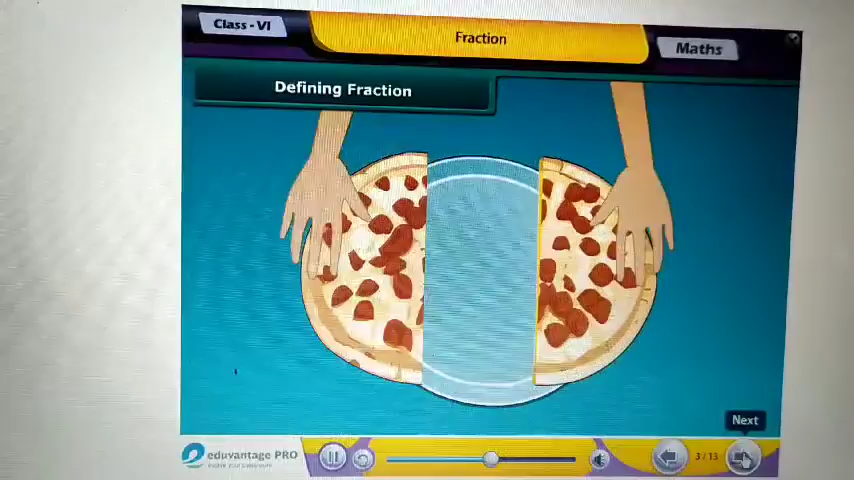 Class - VI
Fraction
Maths
Defining Fraction
Next
eduvantage PRO
3 / 13